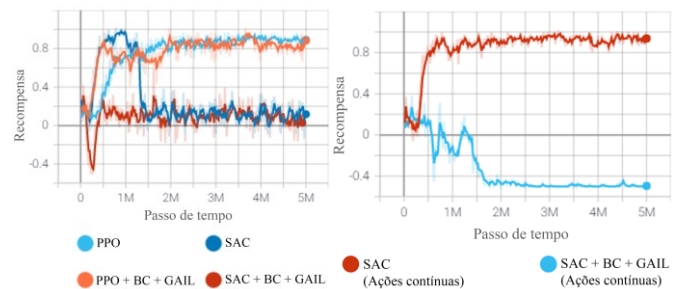 0.8
0.4
0
-0.4
Recompensa
0 1M 2M 3M 4M 5M
Passo de tempo
PPO
SAC
PPO + BC + GAIL
SAC + BC + GAIL
0.8
0.4
0
-0.4
Recompensa
0 1M 2M 3M 4M 5M
Passo de tempo
SAC
(Ações contínuas)
SAC + BC + GAIL
(Ações contínuas)